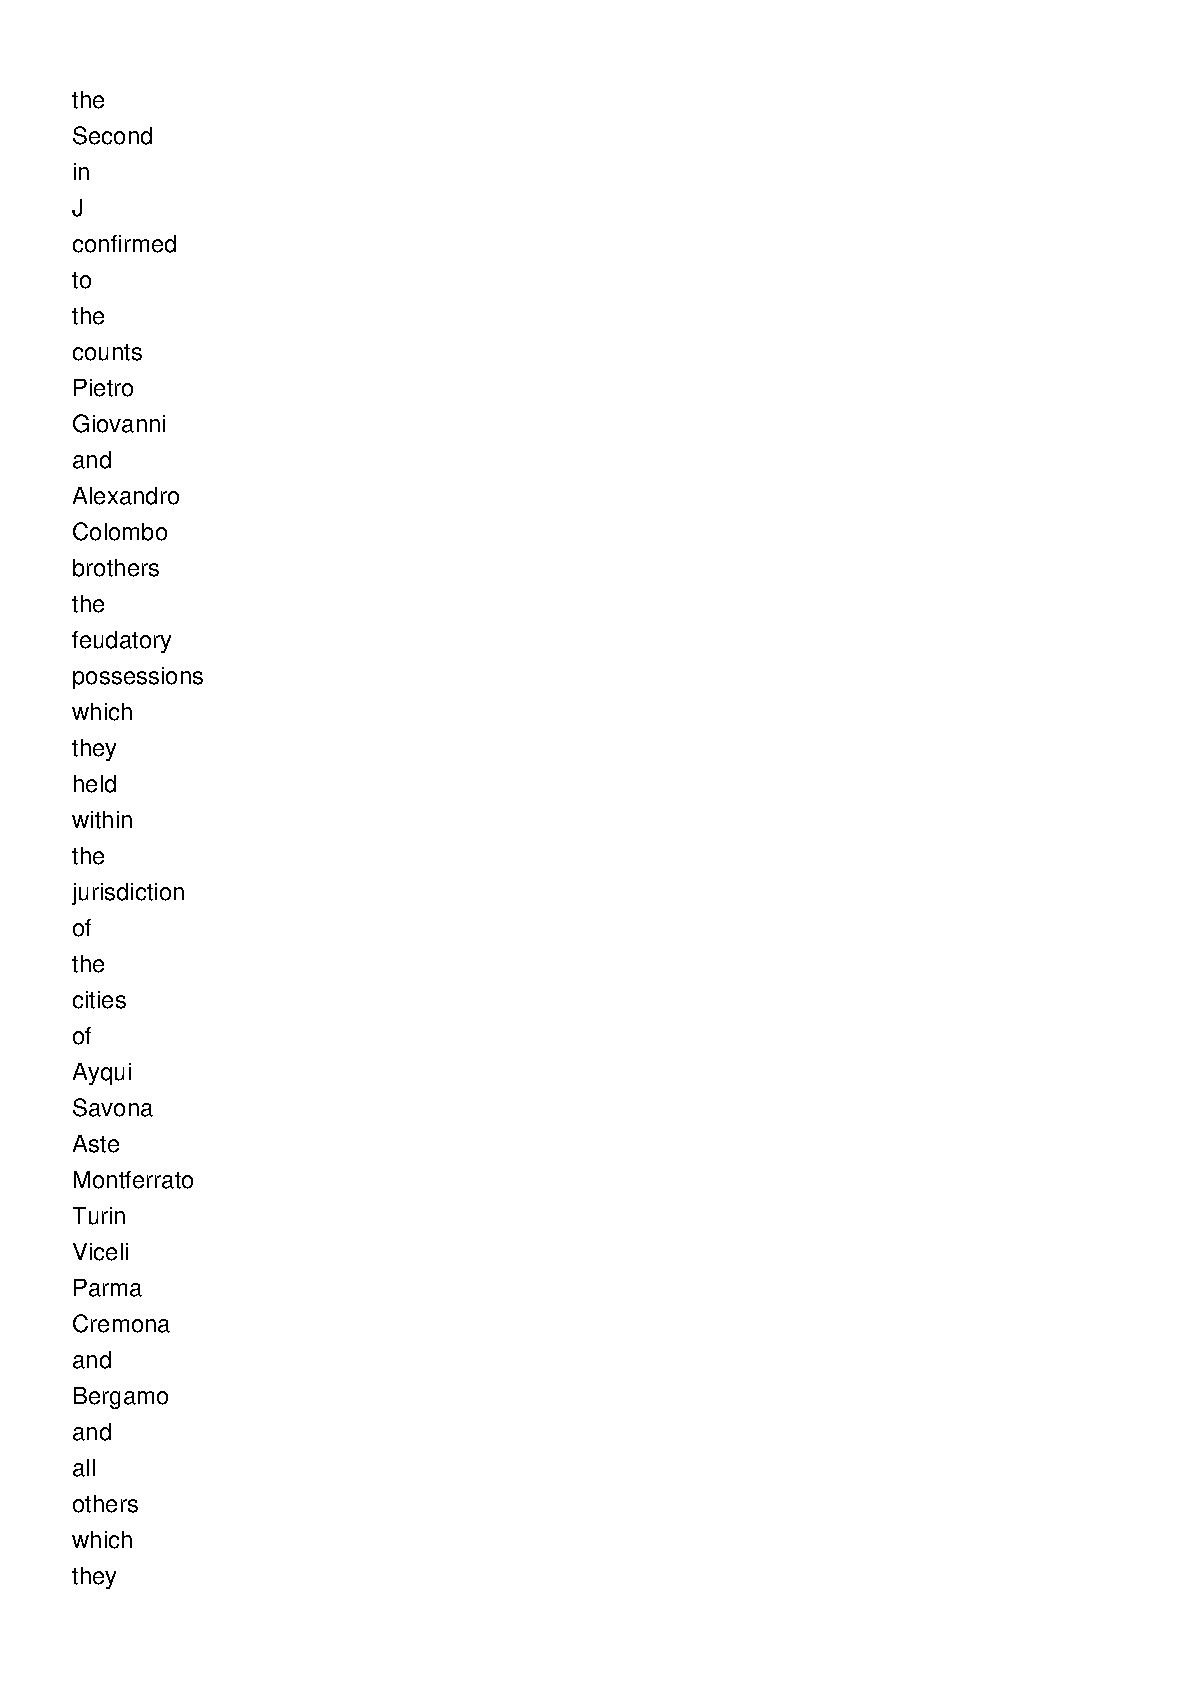 the
Second
in
J
confirmed
to
the
counts
Pietro
Giovanni
and
Alexandro
Colombo
brothers
the
feudatory
possessions
which
they
held
within
the
jurisdiction
of
the
cities
of
Ayqui
Savona
Aste
Montferrato
Turin
Viceli
Parma
Cremona
and
Bergamo
and
all
others
which
they